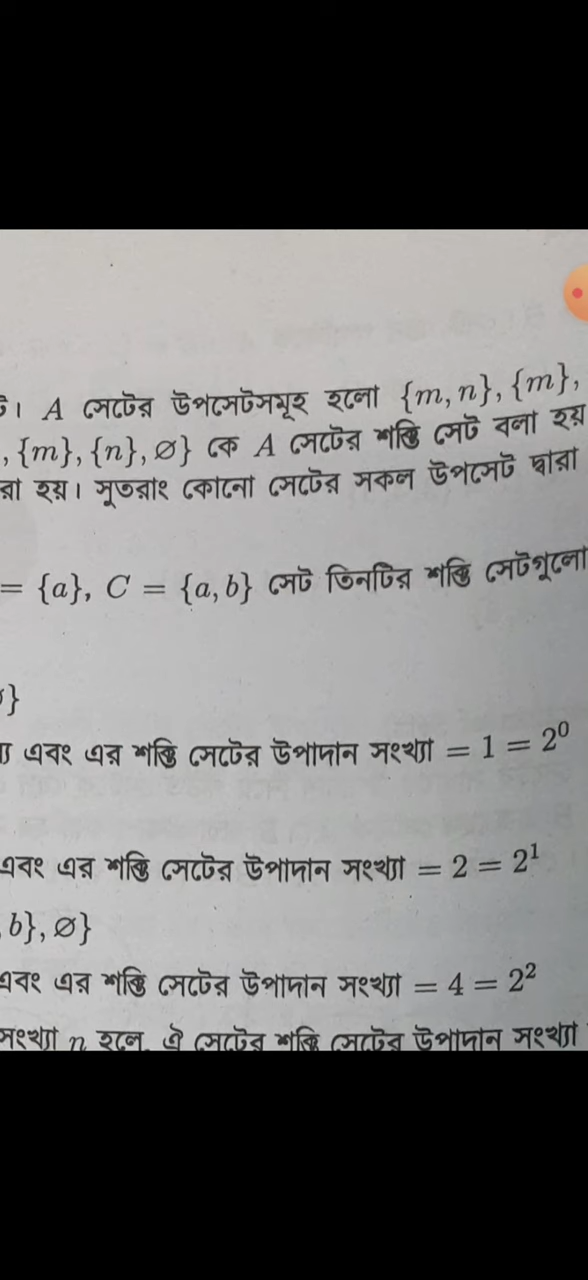 । A সেটের উপসেটসমূহ হলো {m, n}, {m},
, {m}, {n}, ∅} কে A সেটের শক্তি সেট বলা হয়
রা হয়। সুতরাং কোনো সেটের সকল উপসেট দ্বারা
= {a}, C = {a, b} সেট তিনটির শক্তি সেটগুলো
}
এবং এর শক্তি সেটের উপাদান সংখ্যা = 1 = 2⁰
এবং এর শক্তি সেটের উপাদান সংখ্যা = 2 = 2¹
b}, ∅}
এবং এর শক্তি সেটের উপাদান সংখ্যা = 4 = 2²
সংখ্যা n হলে, ঐ সেটের শক্তি সেটের উপাদান সংখ্যা